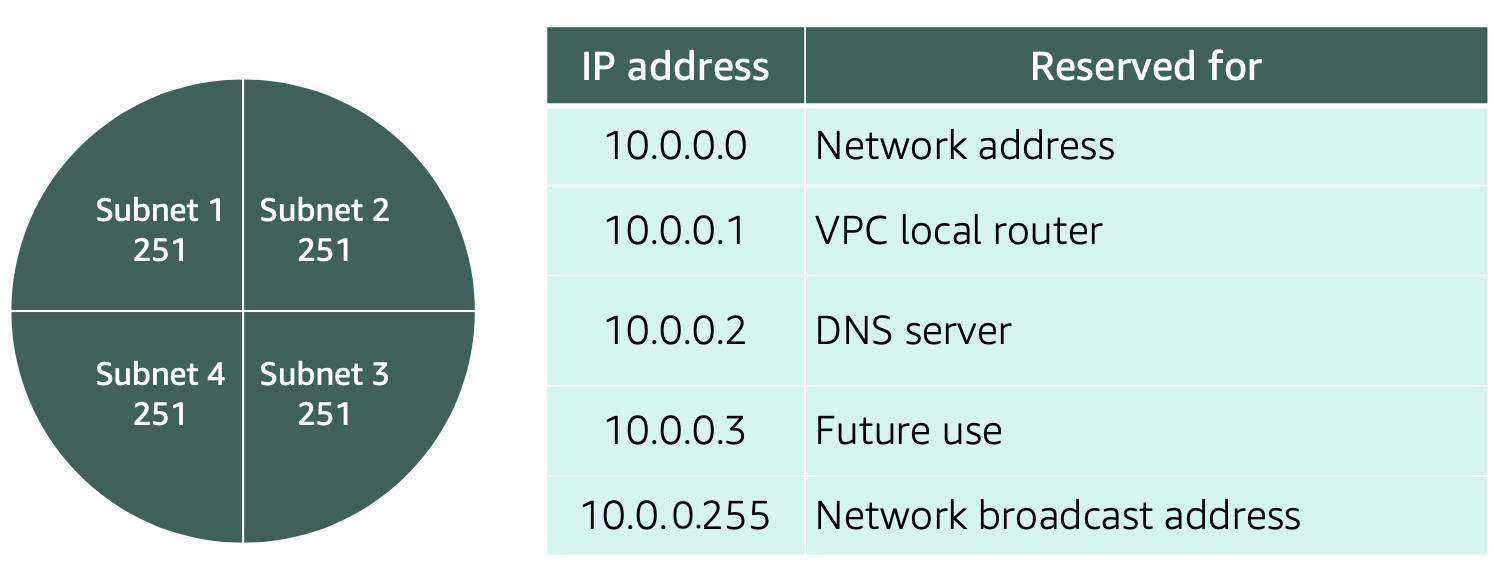 Subnet 1
251
Subnet 2
251
Subnet 4
251
Subnet 3
251
IP address Reserved for
10.0.0.0 Network address
10.0.0.1 VPC local router
10.0.0.2 DNS server
10.0.0.3 Future use
10.0.0.255 Network broadcast address